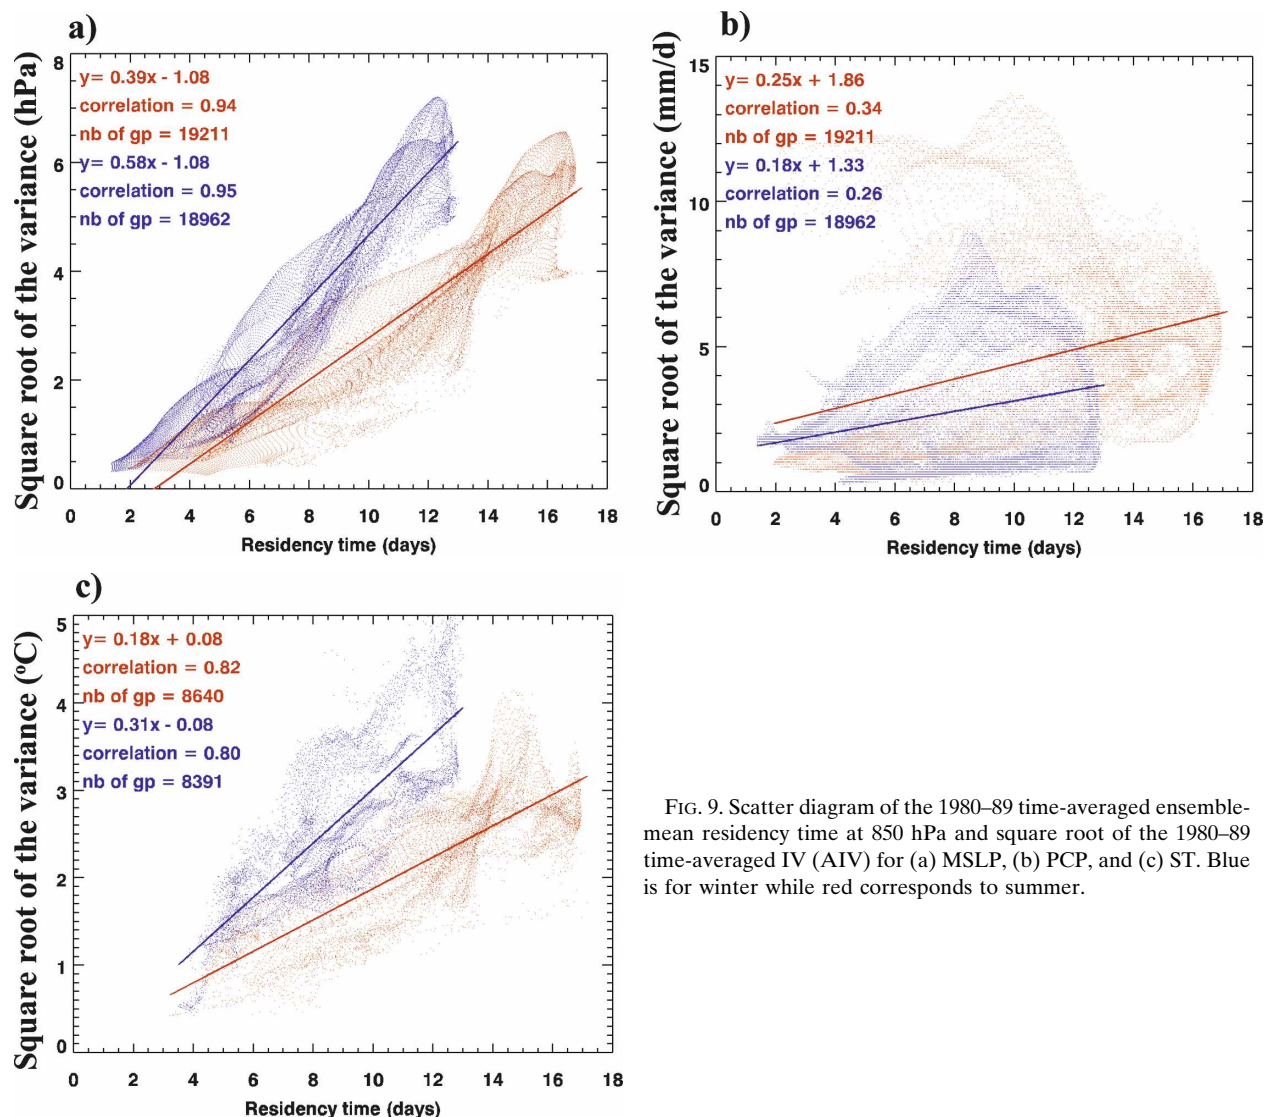 a)
Square root of the variance (hPa)
8
6
4
2
0
y= 0.39x - 1.08
correlation = 0.94
nb of gp = 19211
y= 0.58x - 1.08
correlation = 0.95
nb of gp = 18962
0 2 4 6 8 10 12 14 16 18
Residency time (days)
b)
Square root of the variance (mm/d)
15
10
5
0
y= 0.25x + 1.86
correlation = 0.34
nb of gp = 19211
y= 0.18x + 1.33
correlation = 0.26
nb of gp = 18962
0 2 4 6 8 10 12 14 16 18
Residency time (days)
c)
Square root of the variance (ºC)
5
4
3
2
1
0
y= 0.18x + 0.08
correlation = 0.82
nb of gp = 8640
y= 0.31x - 0.08
correlation = 0.80
nb of gp = 8391
0 2 4 6 8 10 12 14 16 18
Residency time (days)
FIG. 9. Scatter diagram of the 1980–89 time-averaged ensemble-
mean residency time at 850 hPa and square root of the 1980–89
time-averaged IV (AIV) for (a) MSLP, (b) PCP, and (c) ST. Blue
is for winter while red corresponds to summer.